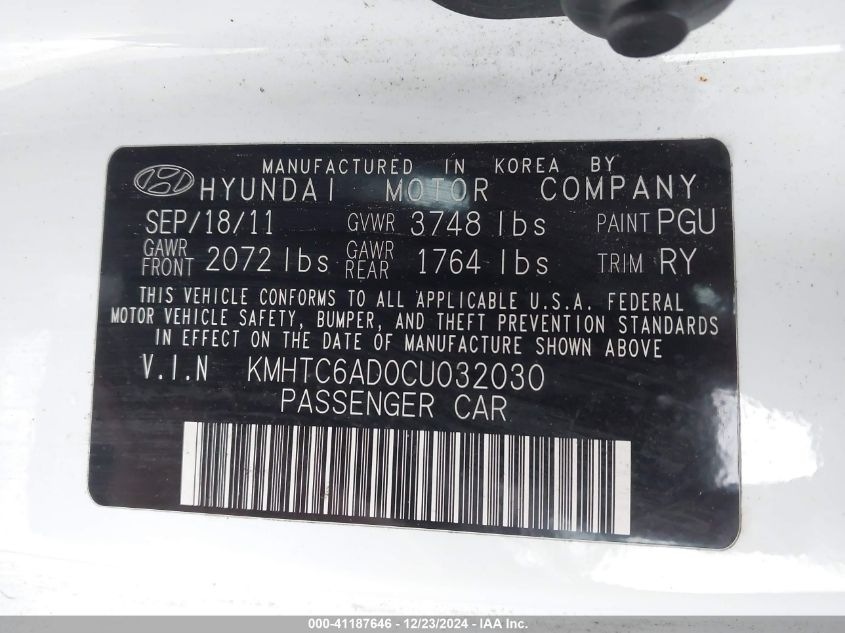 MANUFACTURED IN KOREA BY
HYUNDAI MOTOR COMPANY
SEP/18/11 GVWR 3748 lbs PAINT PGU
GAWR FRONT 2072 lbs GAWR REAR 1764 lbs TRIM RY
THIS VEHICLE CONFORMS TO ALL APPLICABLE U.S.A. FEDERAL
MOTOR VEHICLE SAFETY, BUMPER, AND THEFT PREVENTION STANDARDS
IN EFFECT ON THE DATE OF MANUFACTURE SHOWN ABOVE
V.I.N KMHTC6AD0CU032030
PASSENGER CAR
000-41187646 - 12/23/2024 - IAA Inc.